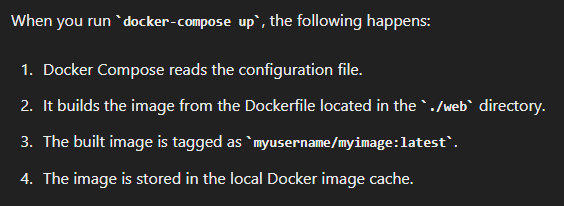 When you run `docker-compose up`, the following happens:
1. Docker Compose reads the configuration file.
2. It builds the image from the Dockerfile located in the `./web` directory.
3. The built image is tagged as `myusername/myimage:latest`.
4. The image is stored in the local Docker image cache.